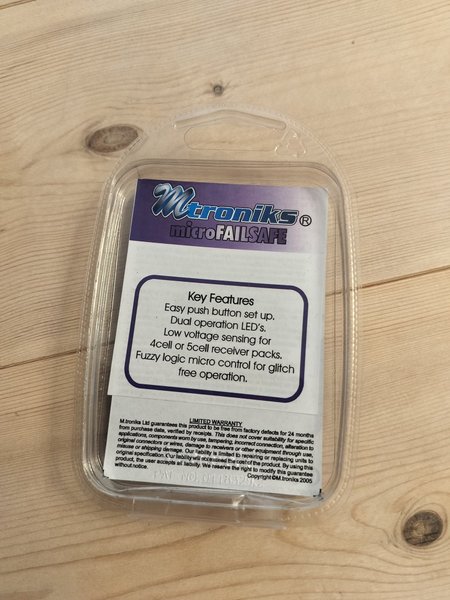 Mtroniks®
microFAILSAFE
Key Features
Easy push button set up.
Dual operation LED's.
Low voltage sensing for
4cell or 5cell receiver packs.
Fuzzy logic micro control for glitch
free operation.
LIMITED WARRANTY
M.troniks Ltd guarantees this product to be free from factory defects for 24 months
from purchase date, verified by receipts. This does not cover suitability for specific
applications, components worn by use, tampering, incorrect connection, alteration to
original connectors or wires, damage to receivers or other equipment through use,
misuse or shipping damage. Our liability is limited to repairing or replacing units to
original specification. Our liability will not exceed the cost of the product. By using this
product, the user accepts all liability. We reserve the right to modify this guarantee
without notice.
Copyright ©M.troniks 2005
PAT NO.